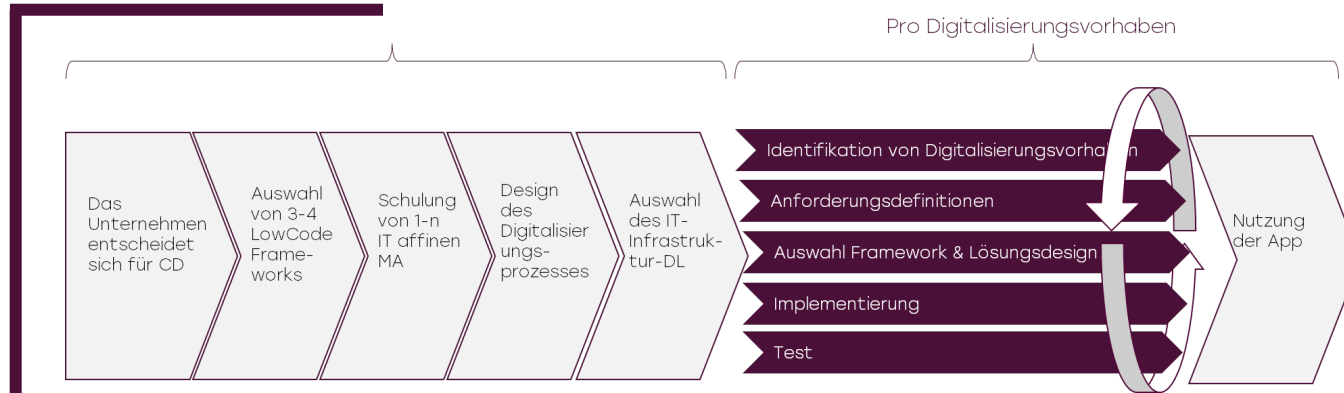 Pro Digitalisierungsvorhaben
Das
Unternehmen
entscheidet
sich für CD
Auswahl
von 3-4
LowCode
Frame-
works
Schulung
von 1-n
IT affinen
MA
Design
des
Digitalisier
ungs-
prozesses
Auswahl
des IT-
Infrastruk-
tur-DL
Identifikation von Digitalisierungsvorhaben
Anforderungsdefinitionen
Auswahl Framework & Lösungsdesign
Implementierung
Test
Nutzung
der App